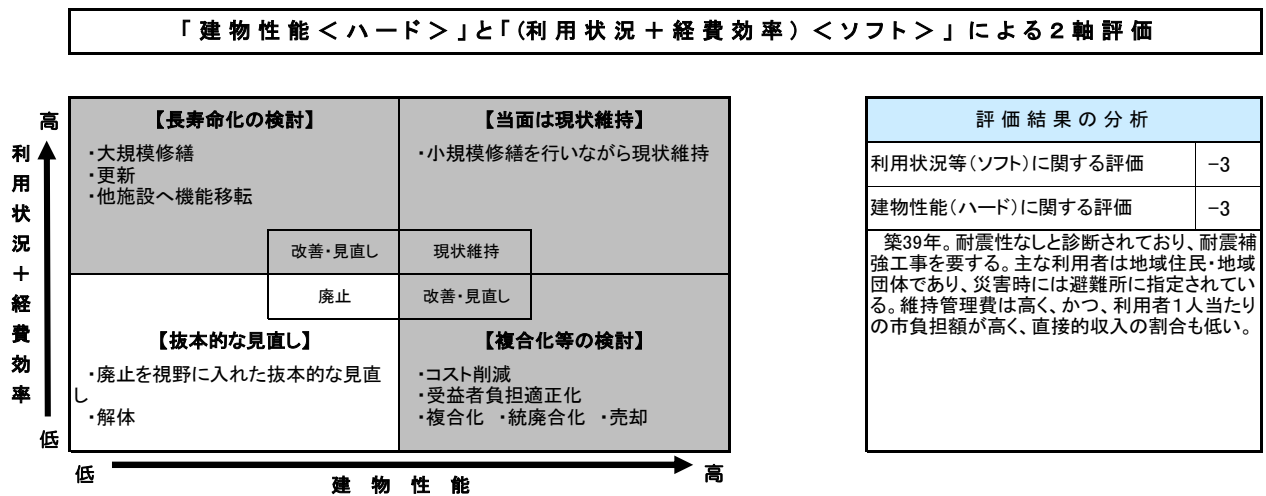 「 建 物 性 能 ＜ ハ ー ド ＞ 」と「（利 用 状 況 ＋ 経 費 効 率） ＜ ソ フ ト ＞ 」 に よ る ２ 軸 評 価
高
利用状況＋経費効率
低
【長寿命化の検討】
・大規模修繕
・更新
・他施設へ機能移転
【当面は現状維持】
・小規模修繕を行いながら現状維持
改善・見直し
現状維持
廃止
改善・見直し
【抜本的な見直し】
・廃止を視野に入れた抜本的な見直
し
・解体
【複合化等の検討】
・コスト削減
・受益者負担適正化
・複合化 ・統廃合化 ・売却
低
建 物 性 能
高
評 価 結 果 の 分 析
利用状況等（ソフト）に関する評価 −3
建物性能（ハード）に関する評価 −3
築39年。耐震性なしと診断されており、耐震補
強工事を要する。主な利用者は地域住民・地域
団体であり、災害時には避難所に指定されてい
る。維持管理費は高く、かつ、利用者１人当たり
の市負担額が高く、直接的収入の割合も低い。